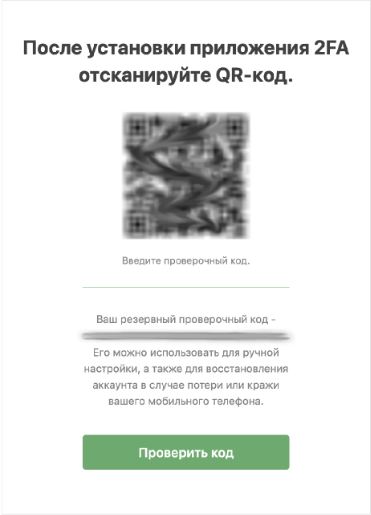 После установки приложения 2FA
отсканируйте QR-код.
Введите проверочный код.
Ваш резервный проверочный код -
Его можно использовать для ручной
настройки, а также для восстановления
аккаунта в случае потери или кражи
вашего мобильного телефона.
Проверить код